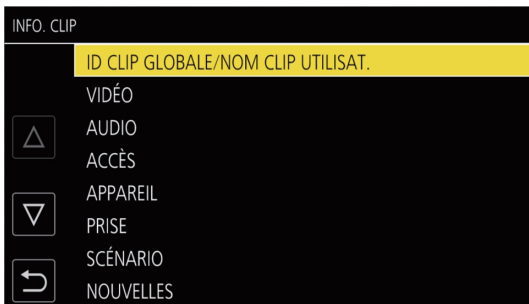 INFO. CLIP
ID CLIP GLOBALE/NOM CLIP UTILISAT.
VIDÉO
AUDIO
ACCÈS
APPAREIL
PRISE
SCÉNARIO
NOUVELLES